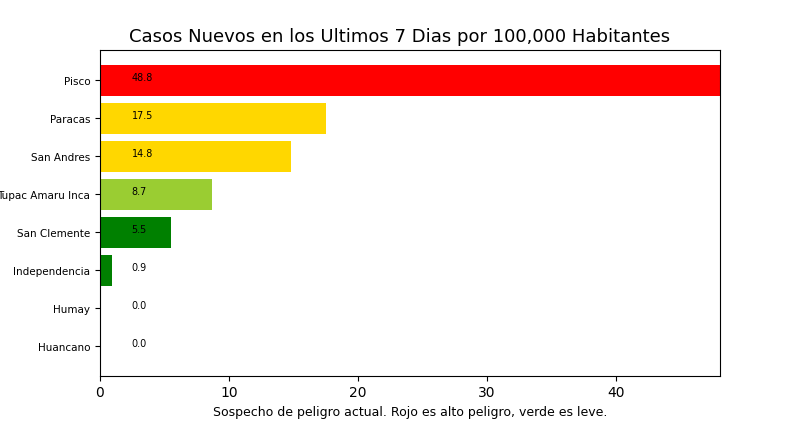 Casos Nuevos en los Ultimos 7 Dias por 100,000 Habitantes
Pisco 48.8
Paracas 17.5
San Andres 14.8
Tupac Amaru Inca 8.7
San Clemente 5.5
Independencia 0.9
Humay 0.0
Huancano 0.0
0 10 20 30 40
Sospecho de peligro actual. Rojo es alto peligro, verde es leve.